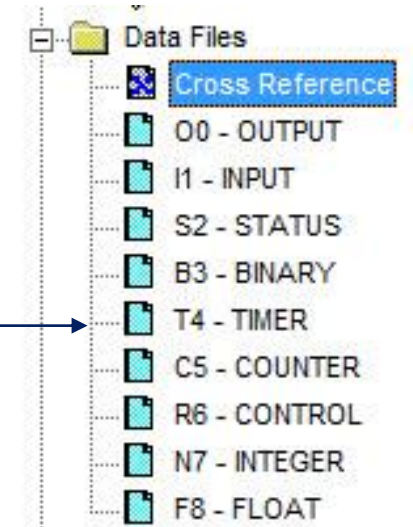 Data Files
Cross Reference
O0 - OUTPUT
I1 - INPUT
S2 - STATUS
B3 - BINARY
T4 - TIMER
C5 - COUNTER
R6 - CONTROL
N7 - INTEGER
F8 - FLOAT